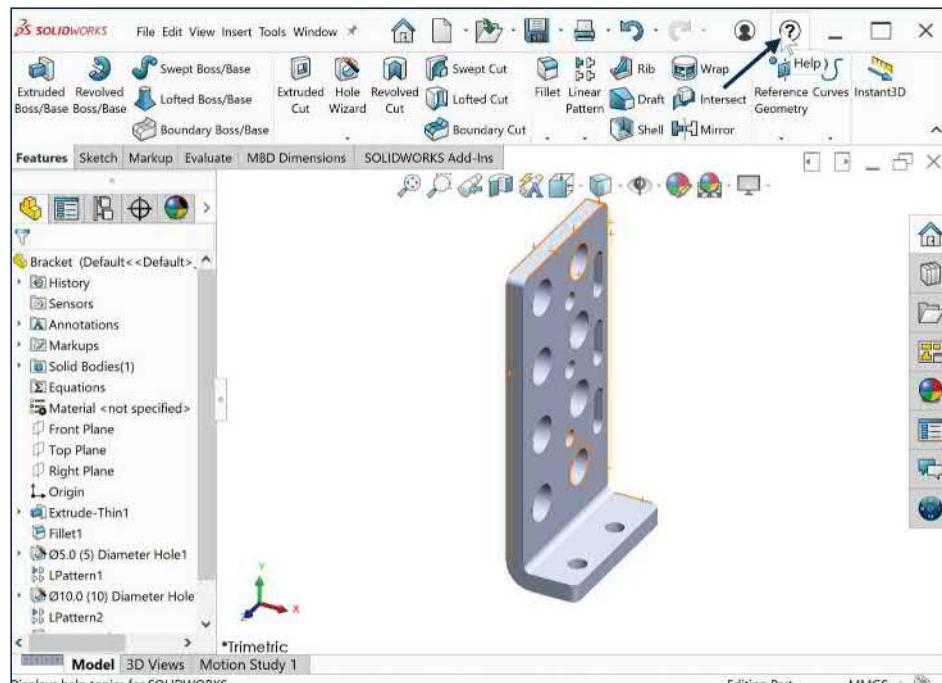 SOLIDWORKS File Edit View Insert Tools Window
Help
Extruded Boss/Base
Revolved Boss/Base
Swept Boss/Base
Lofted Boss/Base
Boundary Boss/Base
Extruded Cut
Hole Wizard
Revolved Cut
Swept Cut
Lofted Cut
Boundary Cut
Fillet
Linear Pattern
Rib
Draft
Shell
Wrap
Intersect
Mirror
Reference Geometry
Curves
Instant3D
Features Sketch Markup Evaluate MBD Dimensions SOLIDWORKS Add-Ins
Bracket (Default<<Default>_
History
Sensors
Annotations
Markups
Solid Bodies(1)
Equations
Material <not specified>
Front Plane
Top Plane
Right Plane
Origin
Extrude-Thin1
Fillet1
Ø5.0 (5) Diameter Hole1
LPattern1
Ø10.0 (10) Diameter Hole
LPattern2
Y
X
Z
*Trimetric
Model 3D Views Motion Study 1
Displays help topics for SOLIDWORKS
Editing Part MMGS